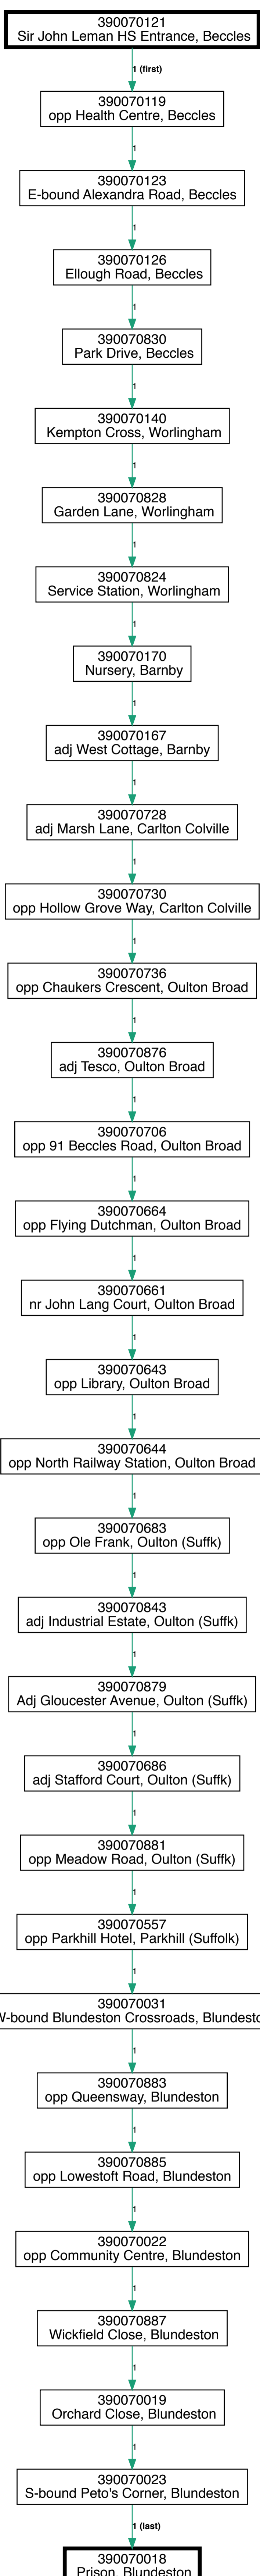 390070121
Sir John Leman HS Entrance, Beccles
1 (first)
390070119
opp Health Centre, Beccles
1
390070123
E-bound Alexandra Road, Beccles
1
390070126
Ellough Road, Beccles
1
390070830
Park Drive, Beccles
1
390070140
Kempton Cross, Worlingham
1
390070828
Garden Lane, Worlingham
1
390070824
Service Station, Worlingham
1
390070170
Nursery, Barnby
1
390070167
adj West Cottage, Barnby
1
390070728
adj Marsh Lane, Carlton Colville
1
390070730
opp Hollow Grove Way, Carlton Colville
1
390070736
opp Chaukers Crescent, Oulton Broad
1
390070876
adj Tesco, Oulton Broad
1
390070706
opp 91 Beccles Road, Oulton Broad
1
390070664
opp Flying Dutchman, Oulton Broad
1
390070661
nr John Lang Court, Oulton Broad
1
390070643
opp Library, Oulton Broad
1
390070644
opp North Railway Station, Oulton Broad
1
390070683
opp Ole Frank, Oulton (Suffk)
1
390070843
adj Industrial Estate, Oulton (Suffk)
1
390070879
Adj Gloucester Avenue, Oulton (Suffk)
1
390070686
adj Stafford Court, Oulton (Suffk)
1
390070881
opp Meadow Road, Oulton (Suffk)
1
390070557
opp Parkhill Hotel, Parkhill (Suffolk)
1
390070031
W-bound Blundeston Crossroads, Blundesto
1
390070883
opp Queensway, Blundeston
1
390070885
opp Lowestoft Road, Blundeston
1
390070022
opp Community Centre, Blundeston
1
390070887
Wickfield Close, Blundeston
1
390070019
Orchard Close, Blundeston
1
390070023
S-bound Peto's Corner, Blundeston
1 (last)
390070018
Prison, Blundeston